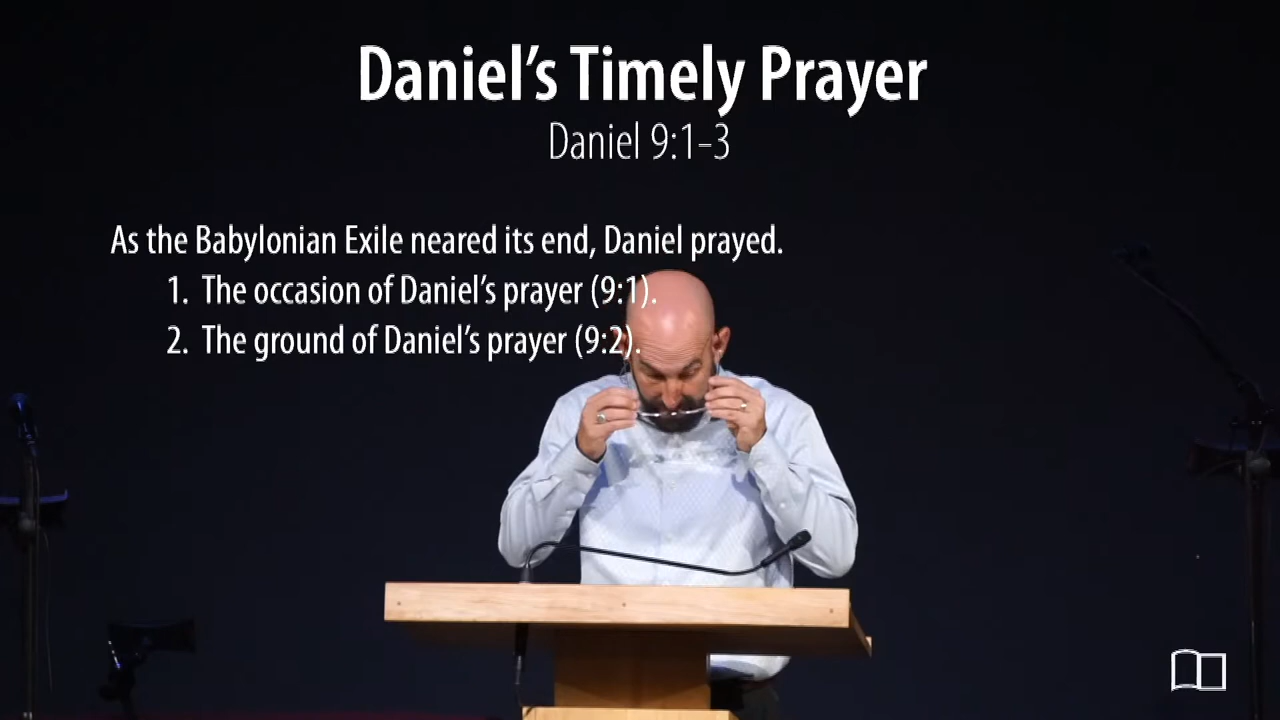 Daniel’s Timely Prayer
Daniel 9:1-3
As the Babylonian Exile neared its end, Daniel prayed.
1. The occasion of Daniel’s prayer (9:1).
2. The ground of Daniel’s prayer (9:2).